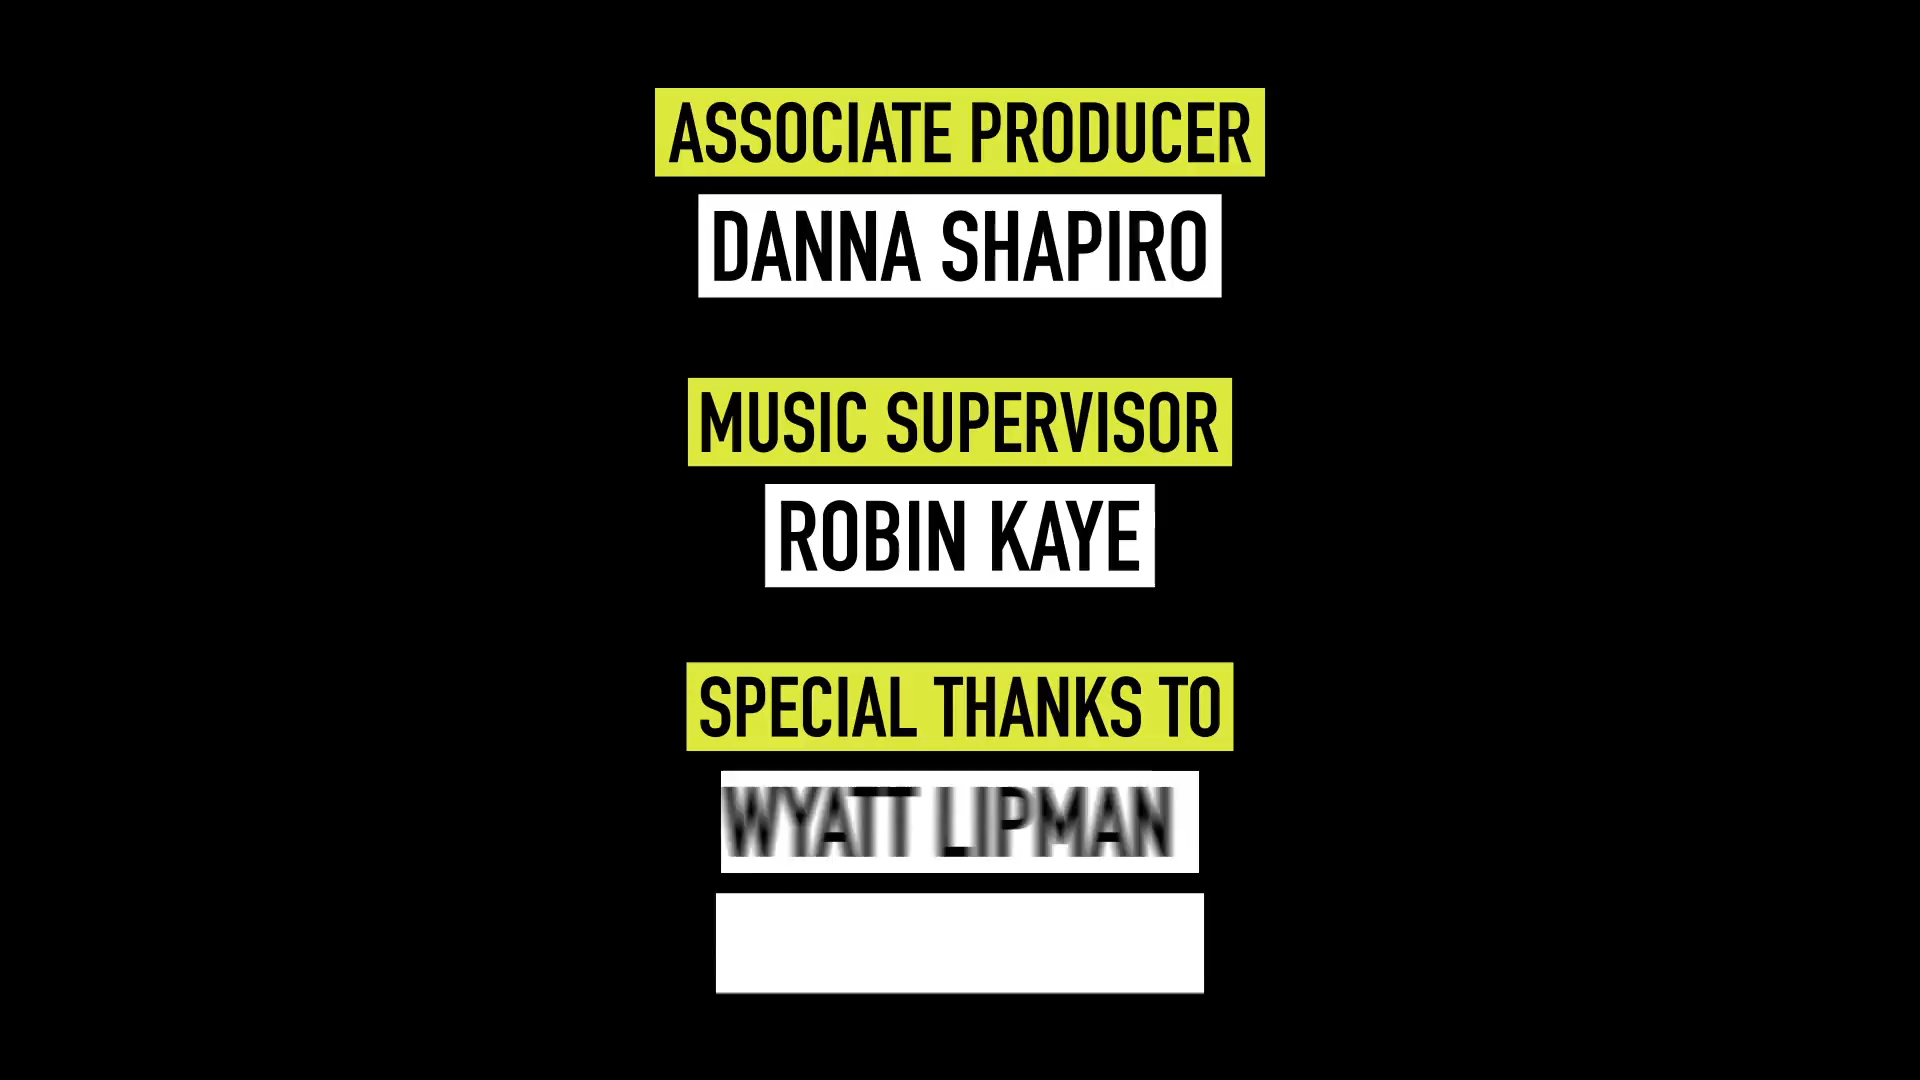 ASSOCIATE PRODUCER
DANNA SHAPIRO
MUSIC SUPERVISOR
ROBIN KAYE
SPECIAL THANKS TO
WYATT LIPMAN